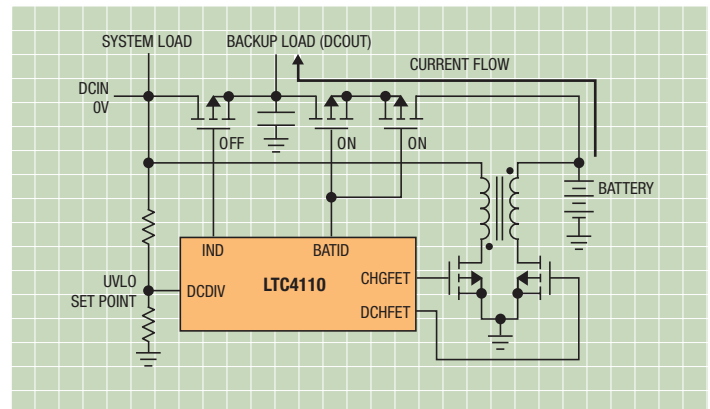 SYSTEM LOAD
BACKUP LOAD (DCOUT)
CURRENT FLOW
DCIN
0V
OFF
ON
ON
BATTERY
IND
BATID
UVLO
SET POINT
DCDIV
LTC4110
CHGFET
DCHFET